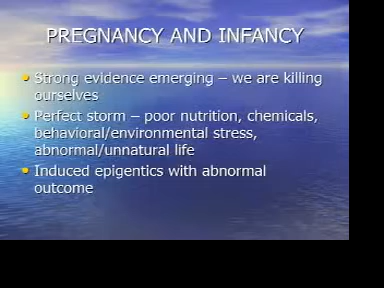 PREGNANCY AND INFANCY
Strong evidence emerging – we are killing
ourselves
Perfect storm – poor nutrition, chemicals,
behavioral/environmental stress,
abnormal/unnatural life
Induced epigentics with abnormal
outcome